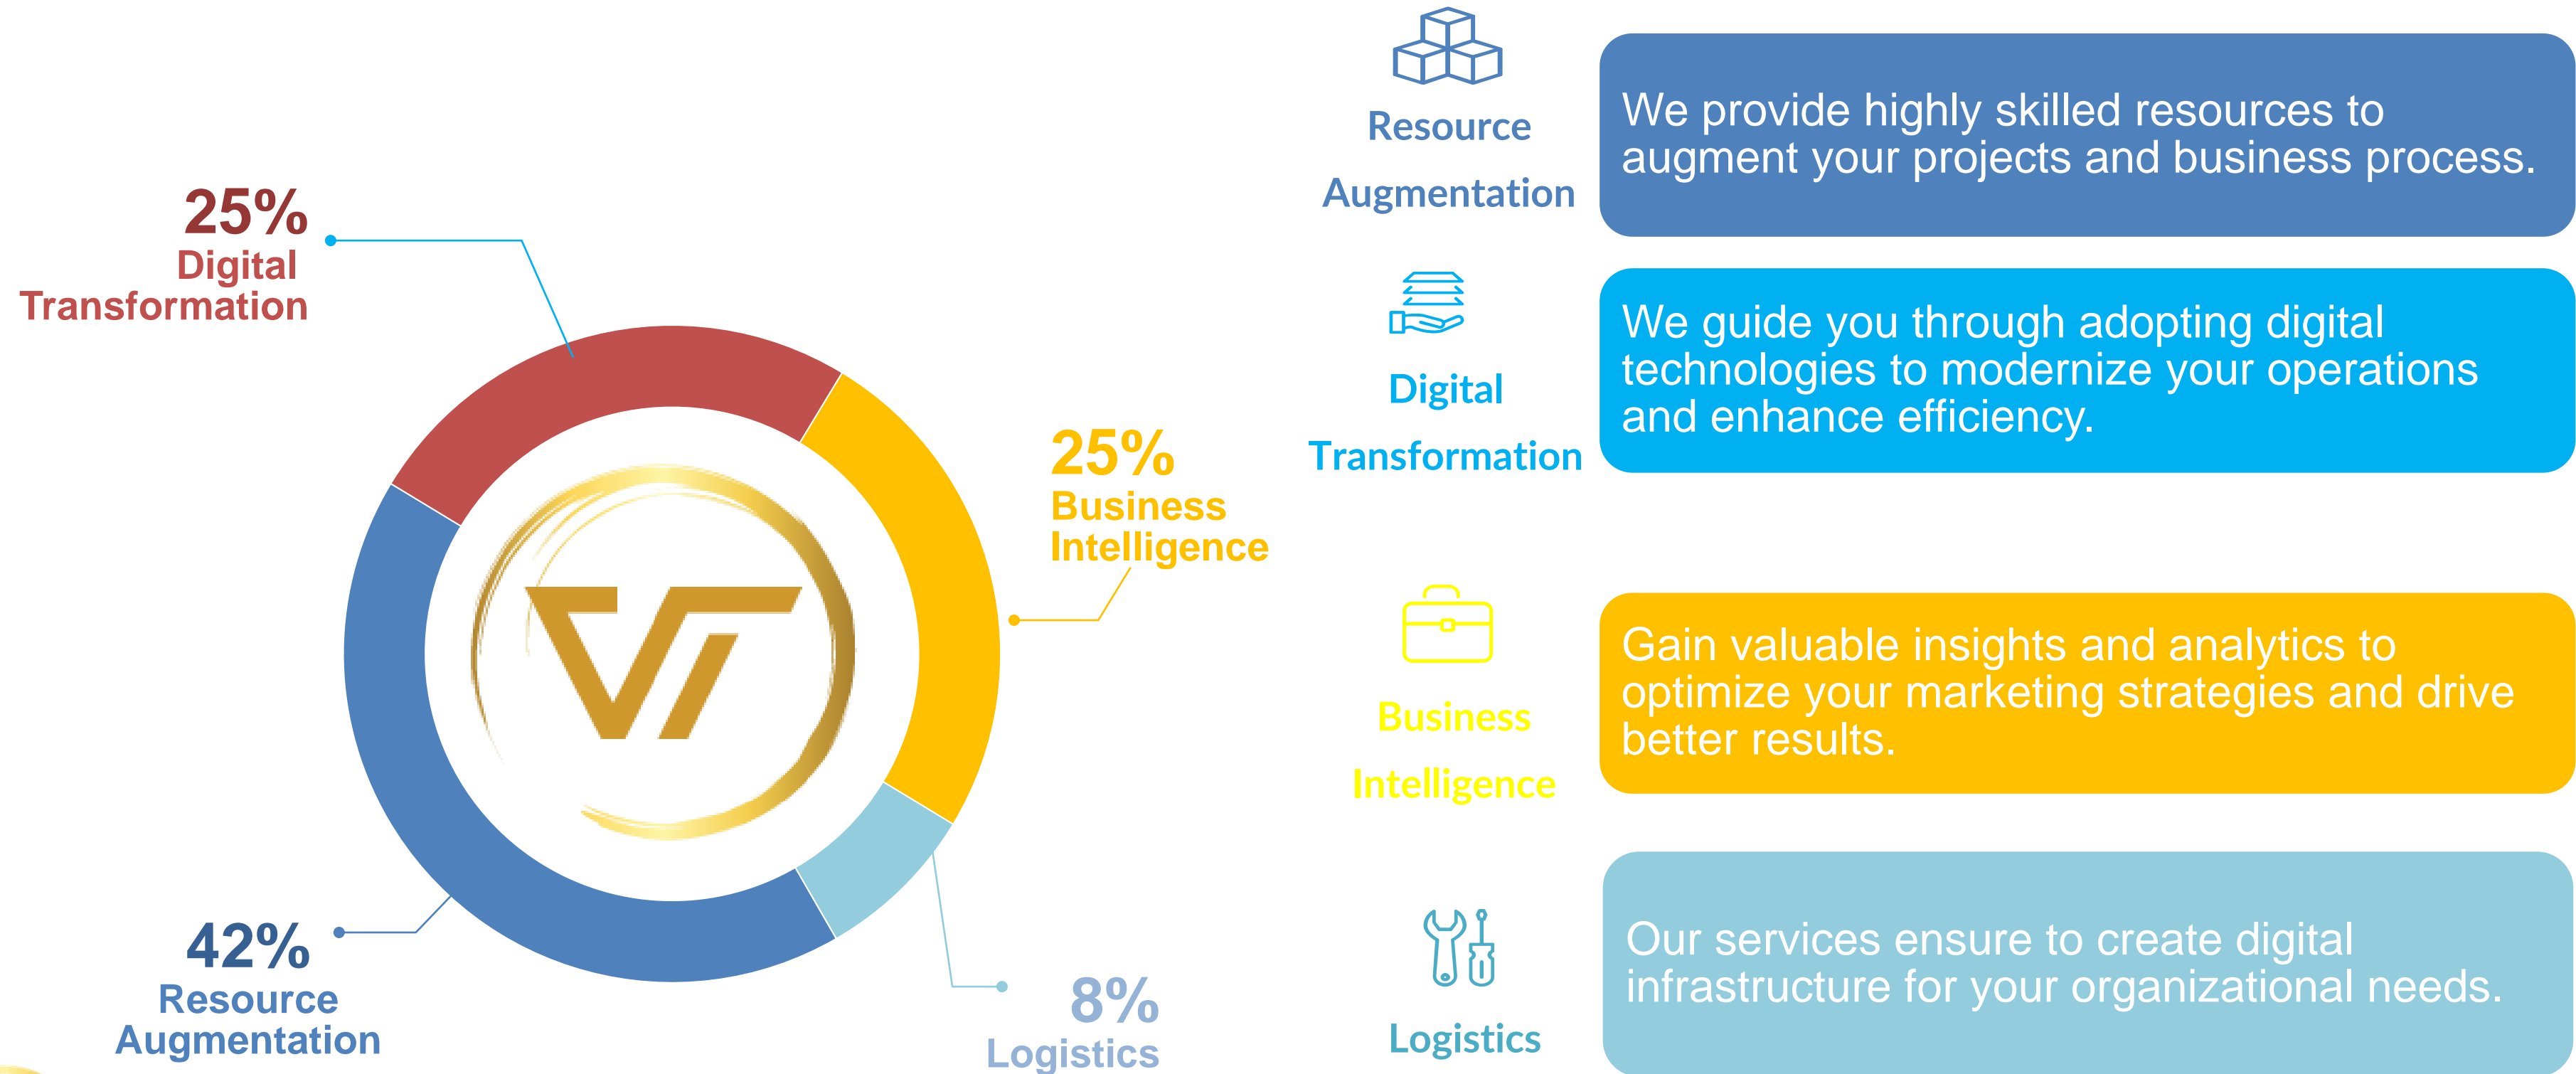 25%
Digital
Transformation
25%
Business
Intelligence
42%
Resource
Augmentation
8%
Logistics
Resource
Augmentation
We provide highly skilled resources to
augment your projects and business process.
Digital
Transformation
We guide you through adopting digital
technologies to modernize your operations
and enhance efficiency.
Business
Intelligence
Gain valuable insights and analytics to
optimize your marketing strategies and drive
better results.
Logistics
Our services ensure to create digital
infrastructure for your organizational needs.